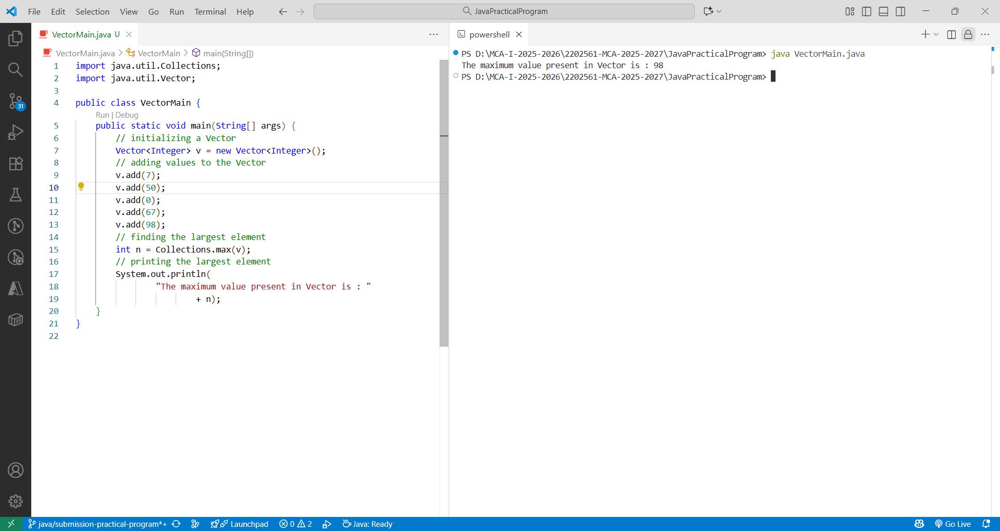 File Edit Selection View Go Run Terminal Help
JavaPracticalProgram
VectorMain.java U
VectorMain.java > VectorMain > main(String[])
1 import java.util.Collections;
2 import java.util.Vector;
3
4 public class VectorMain {
Run | Debug
5 public static void main(String[] args) {
6 // initializing a Vector
7 Vector<Integer> v = new Vector<Integer>();
8 // adding values to the Vector
9 v.add(7);
10 v.add(50);
11 v.add(0);
12 v.add(67);
13 v.add(98);
14 // finding the largest element
15 int n = Collections.max(v);
16 // printing the largest element
17 System.out.println(
18 "The maximum value present in Vector is : "
19 + n);
20 }
21 }
22
powershell
PS D:\MCA-I-2025-2026\2202561-MCA-2025-2027\JavaPracticalProgram> java VectorMain.java
The maximum value present in Vector is : 98
PS D:\MCA-I-2025-2026\2202561-MCA-2025-2027\JavaPracticalProgram>
31
java/submission-practical-program*+ Launchpad 0 2 Java: Ready Go Live